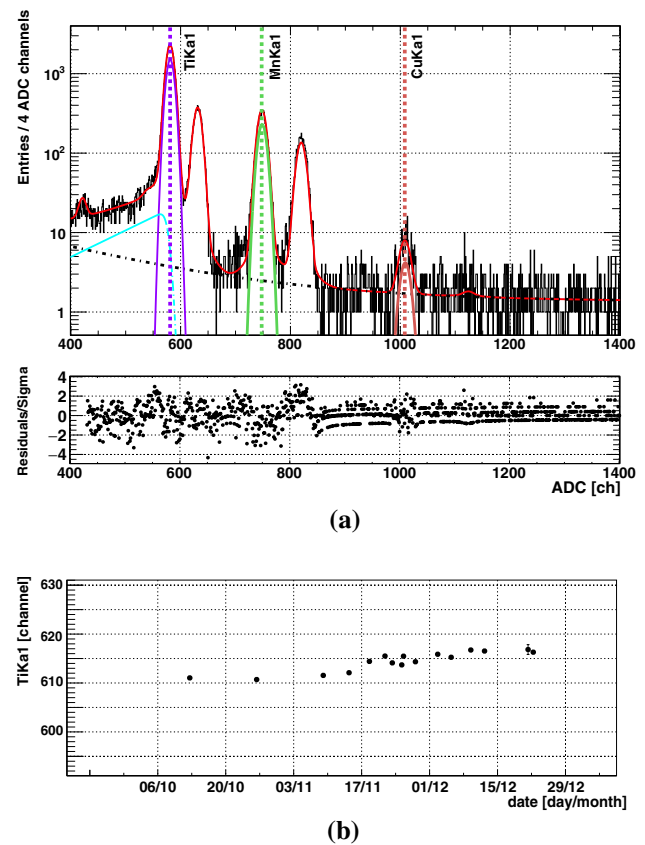 Entries / 4 ADC channels
10³
10²
10
1
TiKa1
MnKa1
CuKa1
400 600 800 1000 1200 1400
Residuals/Sigma
4
2
0
−2
−4
400 600 800 1000 1200 1400
ADC [ch]
(a)
TiKa1 [channel]
630
620
610
600
06/10 20/10 03/11 17/11 01/12 15/12 29/12
date [day/month]
(b)